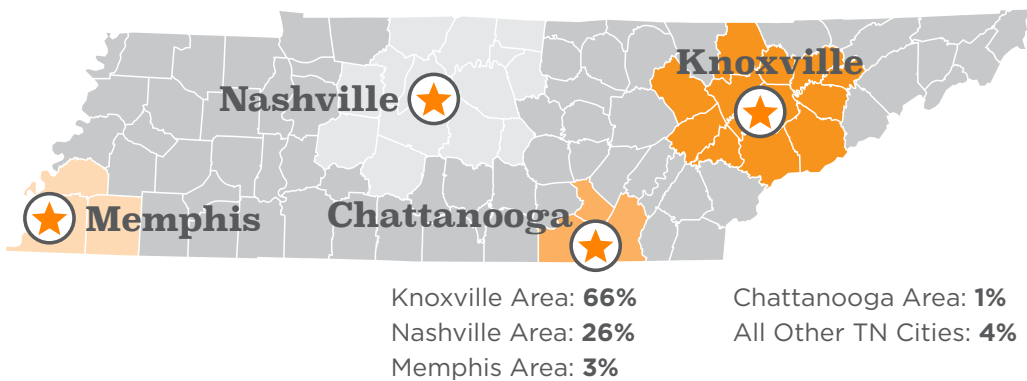 Knoxville
Nashville
Memphis
Chattanooga
Knoxville Area: 66%
Nashville Area: 26%
Memphis Area: 3%
Chattanooga Area: 1%
All Other TN Cities: 4%